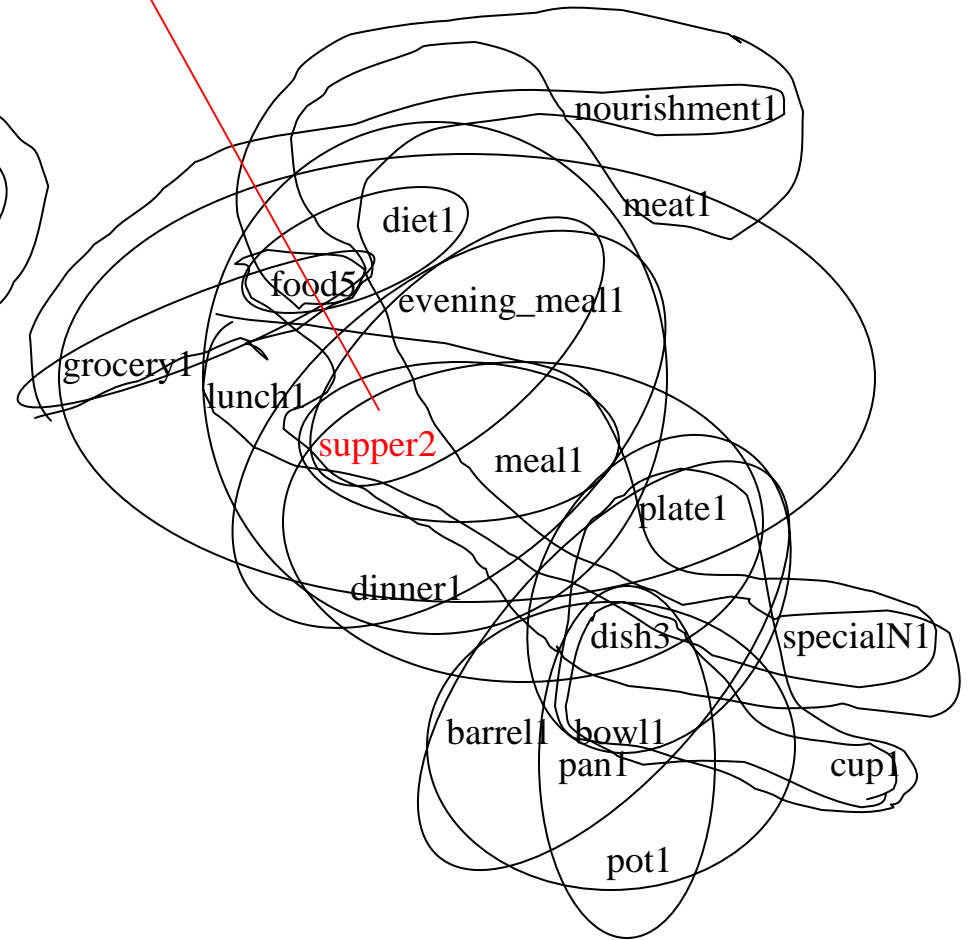 nourishment1
meat1
diet1
food5
evening_meal1
grocery1
lunch1
supper2
meal1
plate1
dinner1
dish3
specialN1
barrel1
bowl1
pan1
cup1
pot1